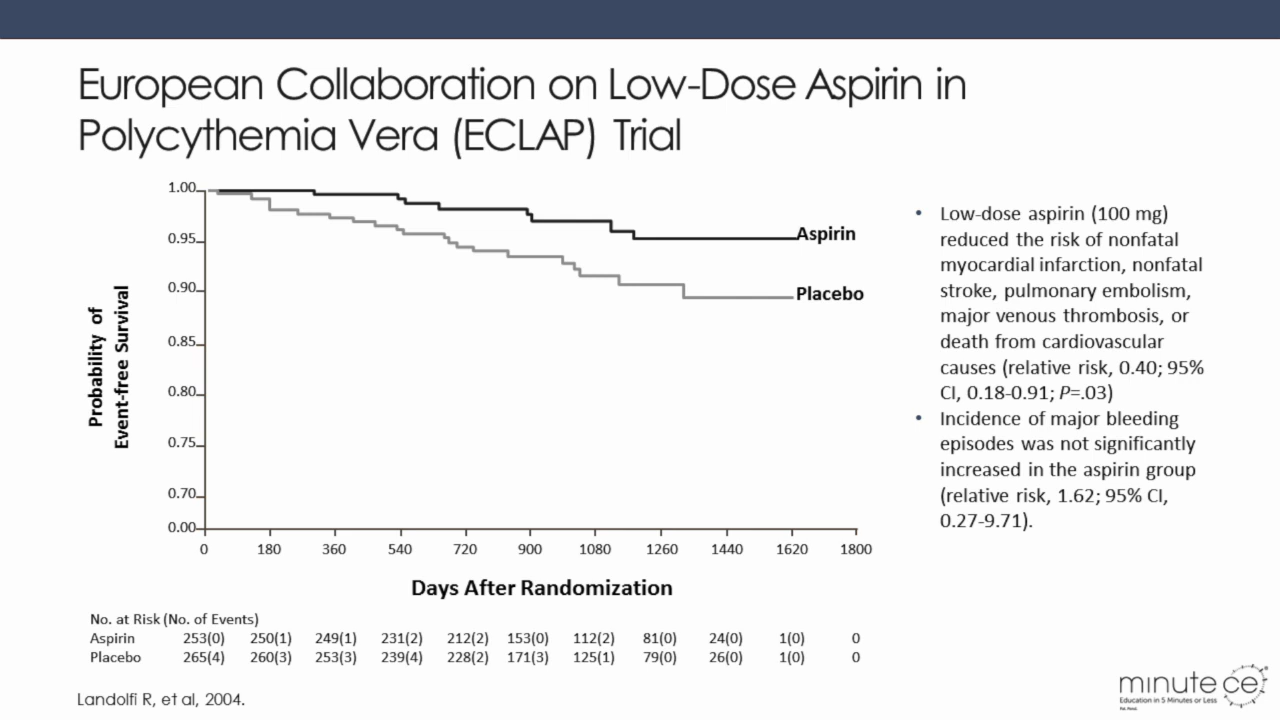 European Collaboration on Low-Dose Aspirin in
Polycythemia Vera (ECLAP) Trial
1.00
0.95
0.90
0.85
0.80
0.75
0.70
0.00
Probability of
Event-free Survival
Aspirin
Placebo
0 180 360 540 720 900 1080 1260 1440 1620 1800
Days After Randomization
No. at Risk (No. of Events)
Aspirin 253(0) 250(1) 249(1) 231(2) 212(2) 153(0) 112(2) 81(0) 24(0) 1(0) 0
Placebo 265(4) 260(3) 253(3) 239(4) 228(2) 171(3) 125(1) 79(0) 26(0) 1(0) 0
• Low-dose aspirin (100 mg)
reduced the risk of nonfatal
myocardial infarction, nonfatal
stroke, pulmonary embolism,
major venous thrombosis, or
death from cardiovascular
causes (relative risk, 0.40; 95%
CI, 0.18-0.91; P=.03)
• Incidence of major bleeding
episodes was not significantly
increased in the aspirin group
(relative risk, 1.62; 95% CI,
0.27-9.71).
Landolfi R, et al, 2004.
minute ce
Education in 5 Minutes or Less